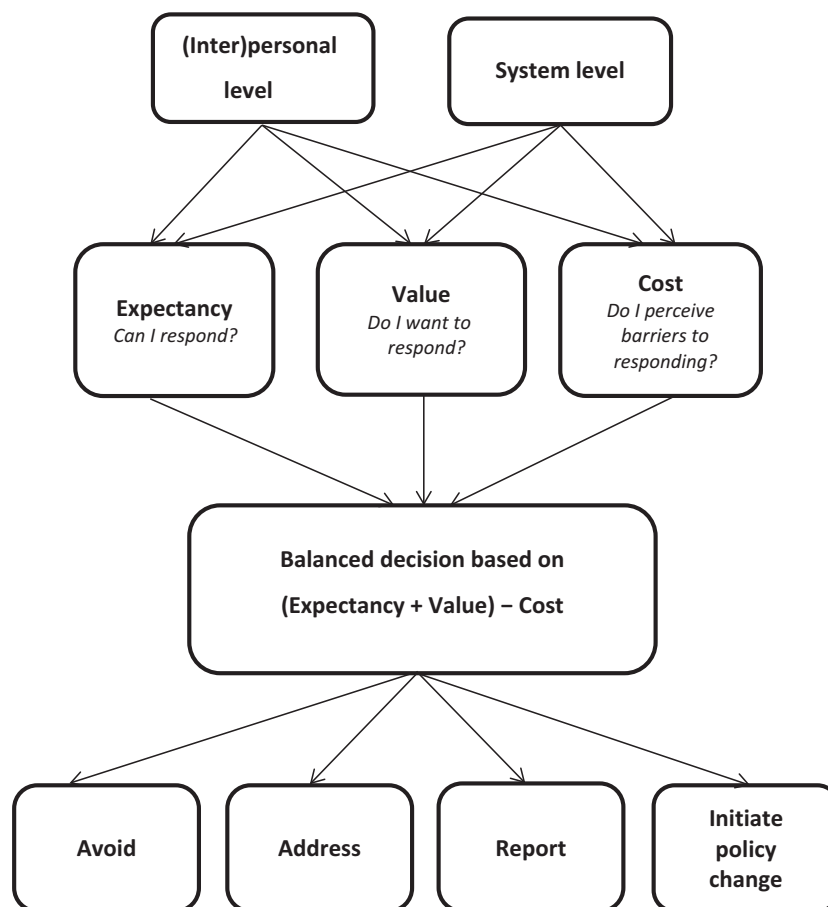 (Inter)personal
level
System level
Expectancy
Can I respond?
Value
Do I want to
respond?
Cost
Do I perceive
barriers to
responding?
Balanced decision based on
(Expectancy + Value) − Cost
Avoid
Address
Report
Initiate
policy
change